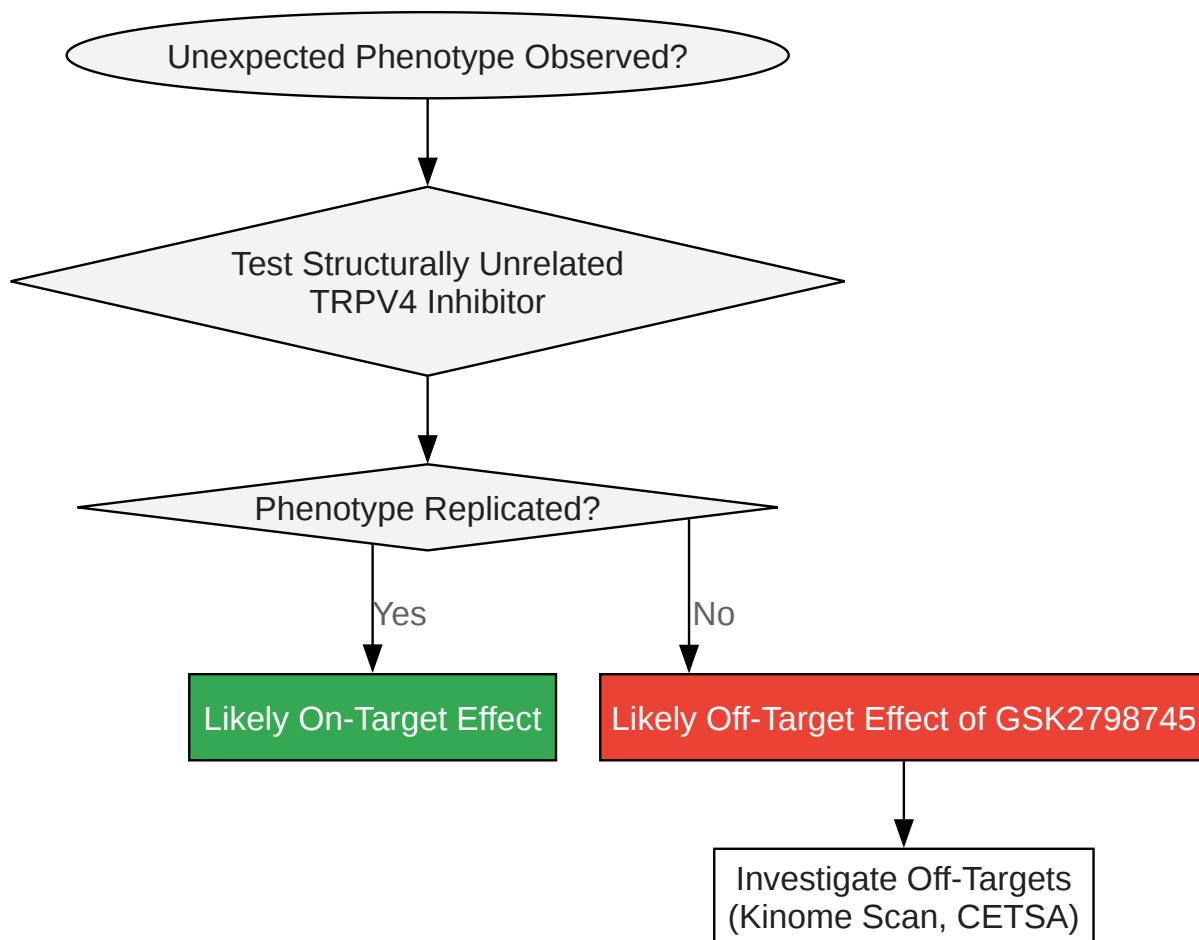 Unexpected Phenotype Observed?
Test Structurally Unrelated
TRPV4 Inhibitor
Phenotype Replicated?
Yes
No
Likely On-Target Effect
Likely Off-Target Effect of GSK2798745
Investigate Off-Targets
(Kinome Scan, CETSA)